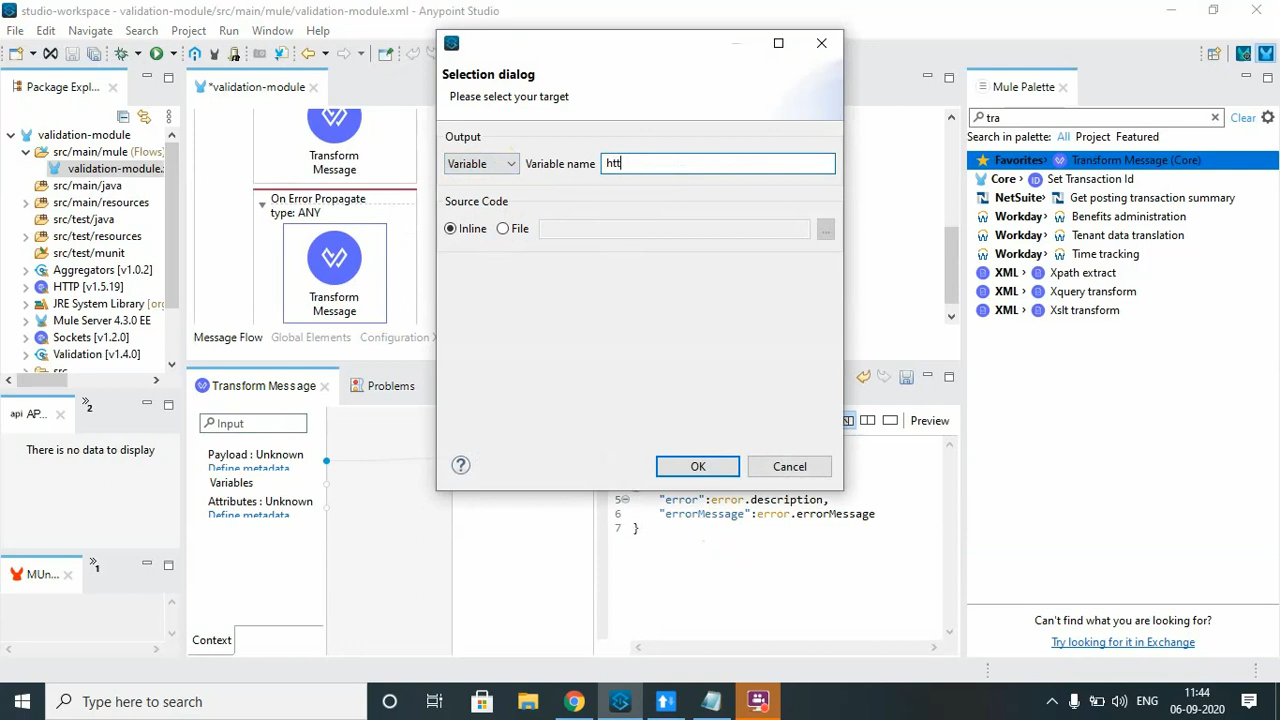 studio-workspace - validation-module/src/main/mule/validation-module.xml - Anypoint Studio
File Edit Navigate Search Project Run Window Help
Package Expl...
*validation-module
validation-module
src/main/mule (Flows)
validation-module.
src/main/java
src/main/resources
src/test/java
src/test/resources
src/test/munit
Aggregators [v1.0.2]
HTTP [v1.5.19]
JRE System Library [or
Mule Server 4.3.0 EE
Sockets [v1.2.0]
Validation [v1.4.0]
Transform
Message
On Error Propagate
type: ANY
Transform
Message
Message Flow Global Elements Configuration X
Selection dialog
Please select your target
Output
Variable Variable name htt
Source Code
Inline File ...
? OK Cancel
Mule Palette
tra Clear
Search in palette: All Project Featured
Favorites Transform Message (Core)
Core Set Transaction Id
NetSuite Get posting transaction summary
Workday Benefits administration
Workday Tenant data translation
Workday Time tracking
XML Xpath extract
XML Xquery transform
XML Xslt transform
Can't find what you are looking for?
Try looking for it in Exchange
api AP... 2
There is no data to display
MUn... 1
Transform Message Problems
Input
Payload : Unknown
Define metadata
Variables
Attributes : Unknown
Define metadata
Context
Preview
5 "error":error.description,
6 "errorMessage":error.errorMessage
7 }
Type here to search
ENG
11:44
06-09-2020